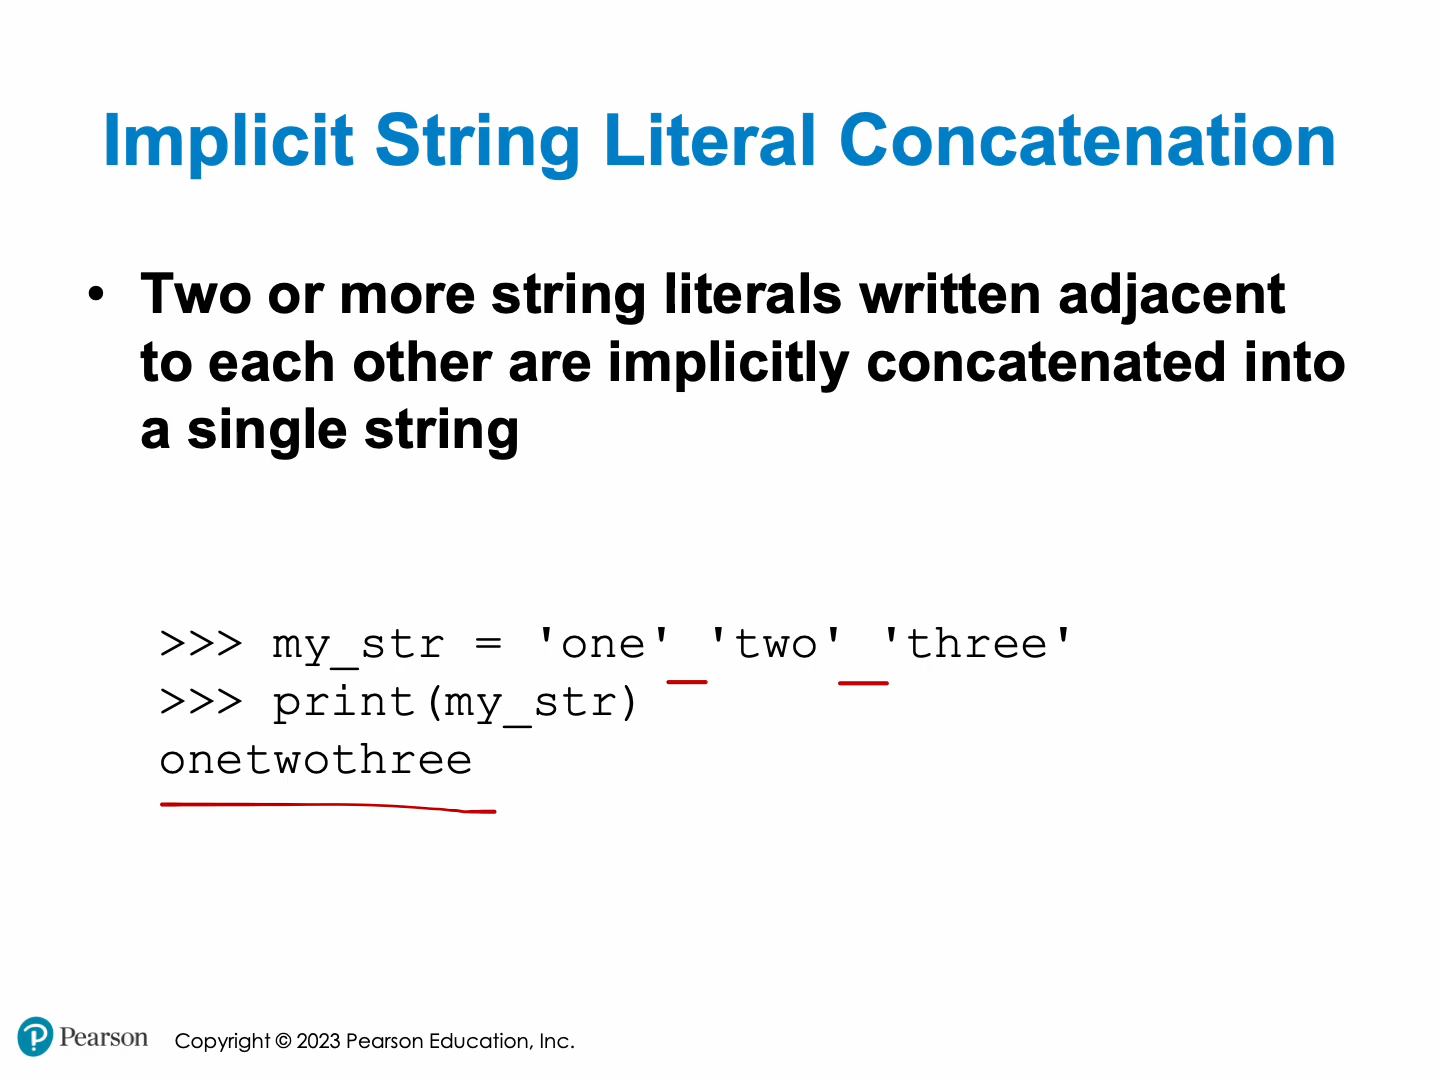 Implicit String Literal Concatenation
• Two or more string literals written adjacent
to each other are implicitly concatenated into
a single string
>>> my_str = 'one' 'two' 'three'
>>> print(my_str)
onetwothree
Pearson Copyright © 2023 Pearson Education, Inc.